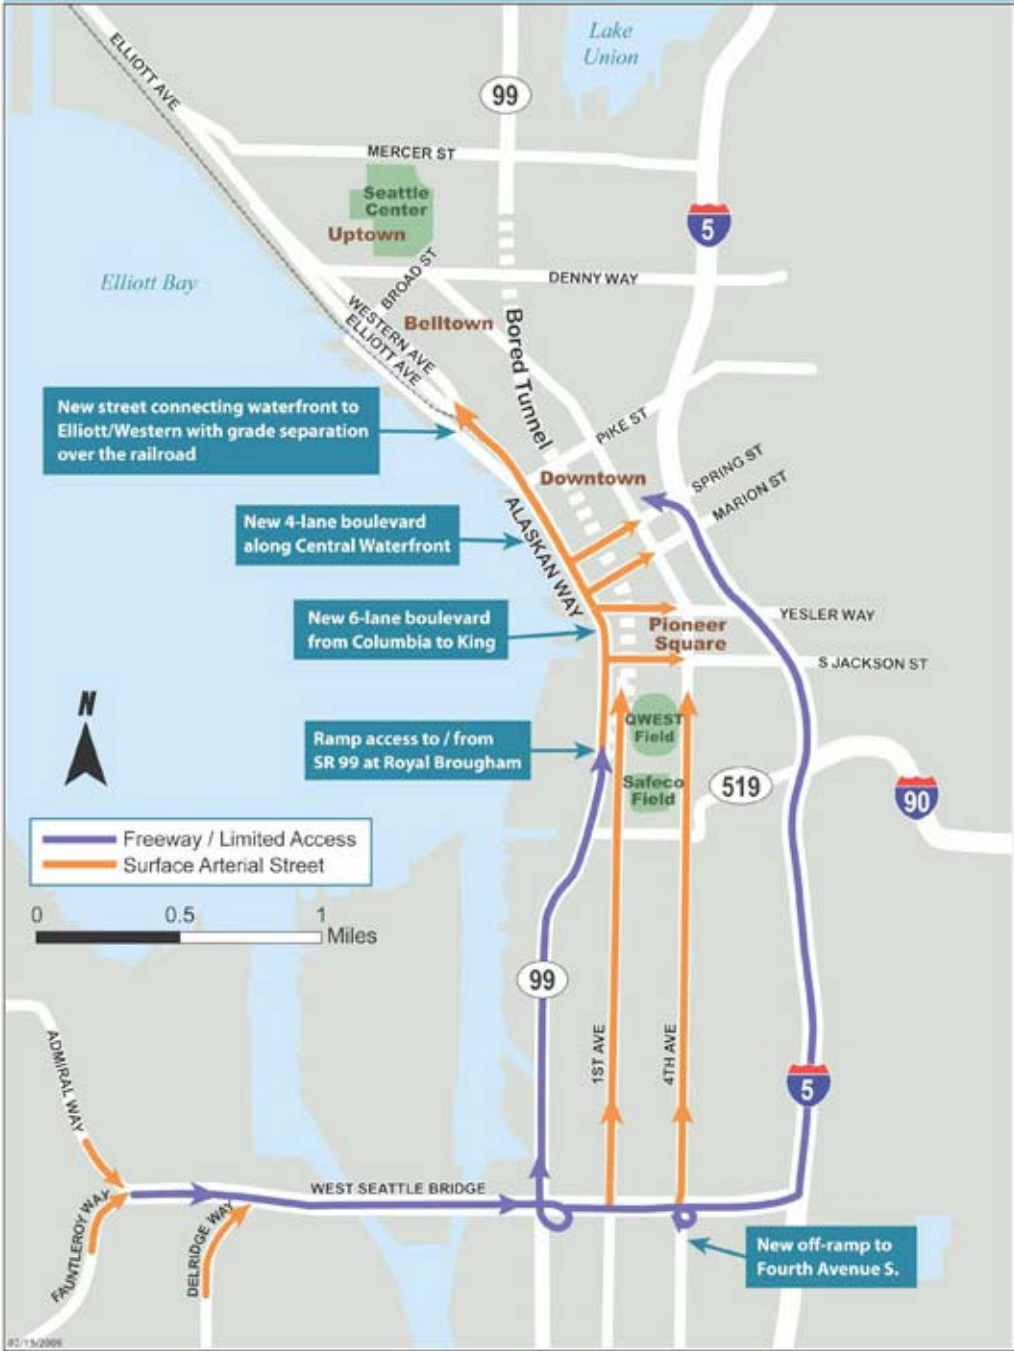 Lake
Union
ELLIOTT AVE
99
MERCER ST
Seattle
Center
Uptown
5
Elliott Bay
BROAD ST
DENNY WAY
Belltown
WESTERN AVE
ELLIOTT AVE
Bored Tunnel
New street connecting waterfront to
Elliott/Western with grade separation
over the railroad
PIKE ST
Downtown
SPRING ST
MARION ST
New 4-lane boulevard
along Central Waterfront
ALASKAN WAY
New 6-lane boulevard
from Columbia to King
YESLER WAY
Pioneer
Square
S JACKSON ST
N
QWEST
Field
Ramp access to / from
SR 99 at Royal Brougham
Safeco
Field
519
90
Freeway / Limited Access
Surface Arterial Street
0 0.5 1
Miles
99
ADMIRAL WAY
1ST AVE
4TH AVE
5
WEST SEATTLE BRIDGE
FAUNTLEROY WAY
DELRIDGE WAY
New off-ramp to
Fourth Avenue S.